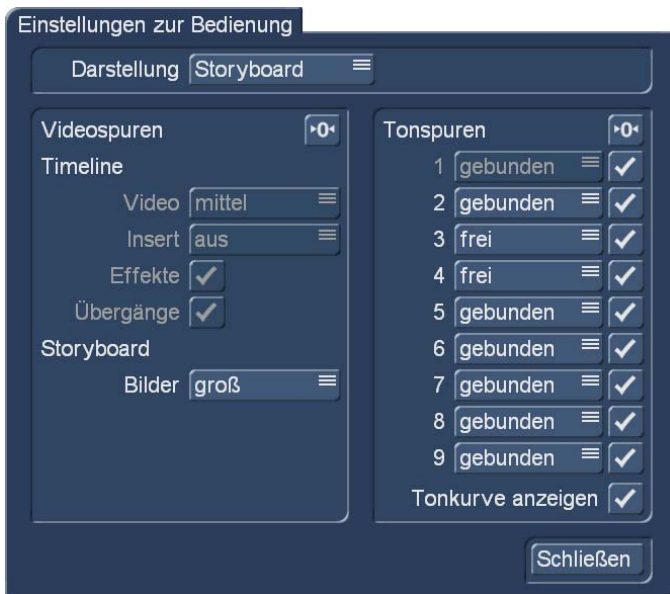 Einstellungen zur Bedienung
Darstellung Storyboard
Videospuren ▸0◂
Timeline
Video mittel
Insert aus
Effekte
Übergänge
Storyboard
Bilder groß
Tonspuren ▸0◂
1 gebunden
2 gebunden
3 frei
4 frei
5 gebunden
6 gebunden
7 gebunden
8 gebunden
9 gebunden
Tonkurve anzeigen
Schließen